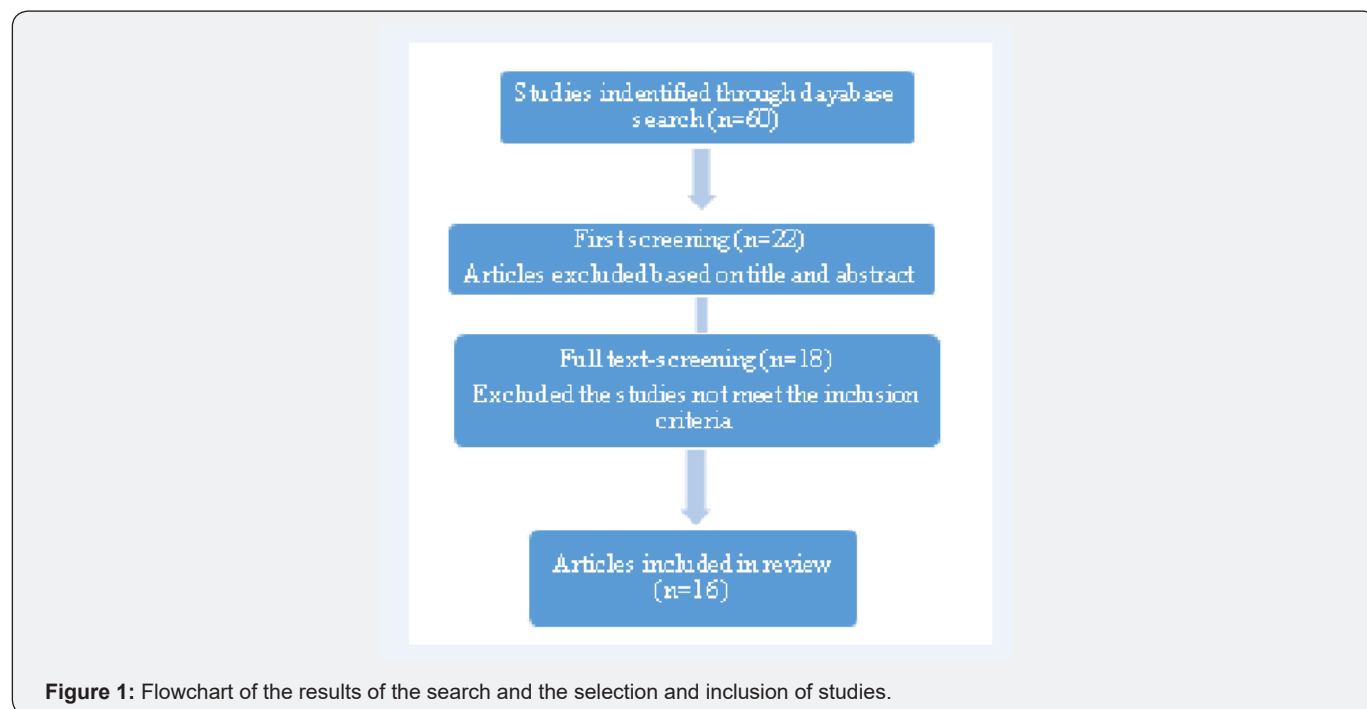 Studies indentified through dayabase
search (n=60)
First screening (n=22)
Articles excluded based on title and abstract
Full text-screening (n=18)
Excluded the studies not meet the inclusion
criteria
Articles included in review
(n=16)
Figure 1: Flowchart of the results of the search and the selection and inclusion of studies.